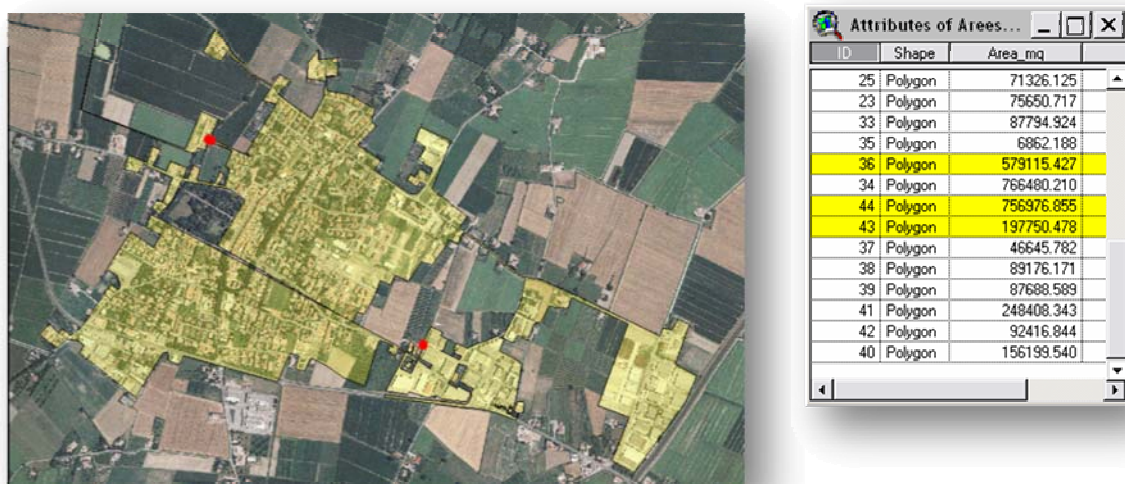 Attributes of Arees...
ID Shape Area_mq
25 Polygon 71326.125
23 Polygon 75650.717
33 Polygon 87794.924
35 Polygon 6862.188
36 Polygon 579115.427
34 Polygon 766480.210
44 Polygon 756976.855
43 Polygon 197750.478
37 Polygon 46645.782
38 Polygon 89176.171
39 Polygon 87688.589
41 Polygon 248408.343
42 Polygon 92416.844
40 Polygon 156199.540